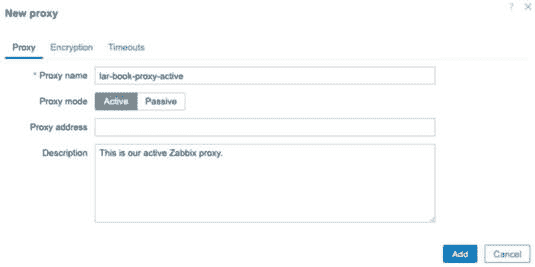 New proxy
? ×
Proxy Encryption Timeouts
* Proxy name lar-book-proxy-active
Proxy mode Active Passive
Proxy address
Description This is our active Zabbix proxy.
Add Cancel